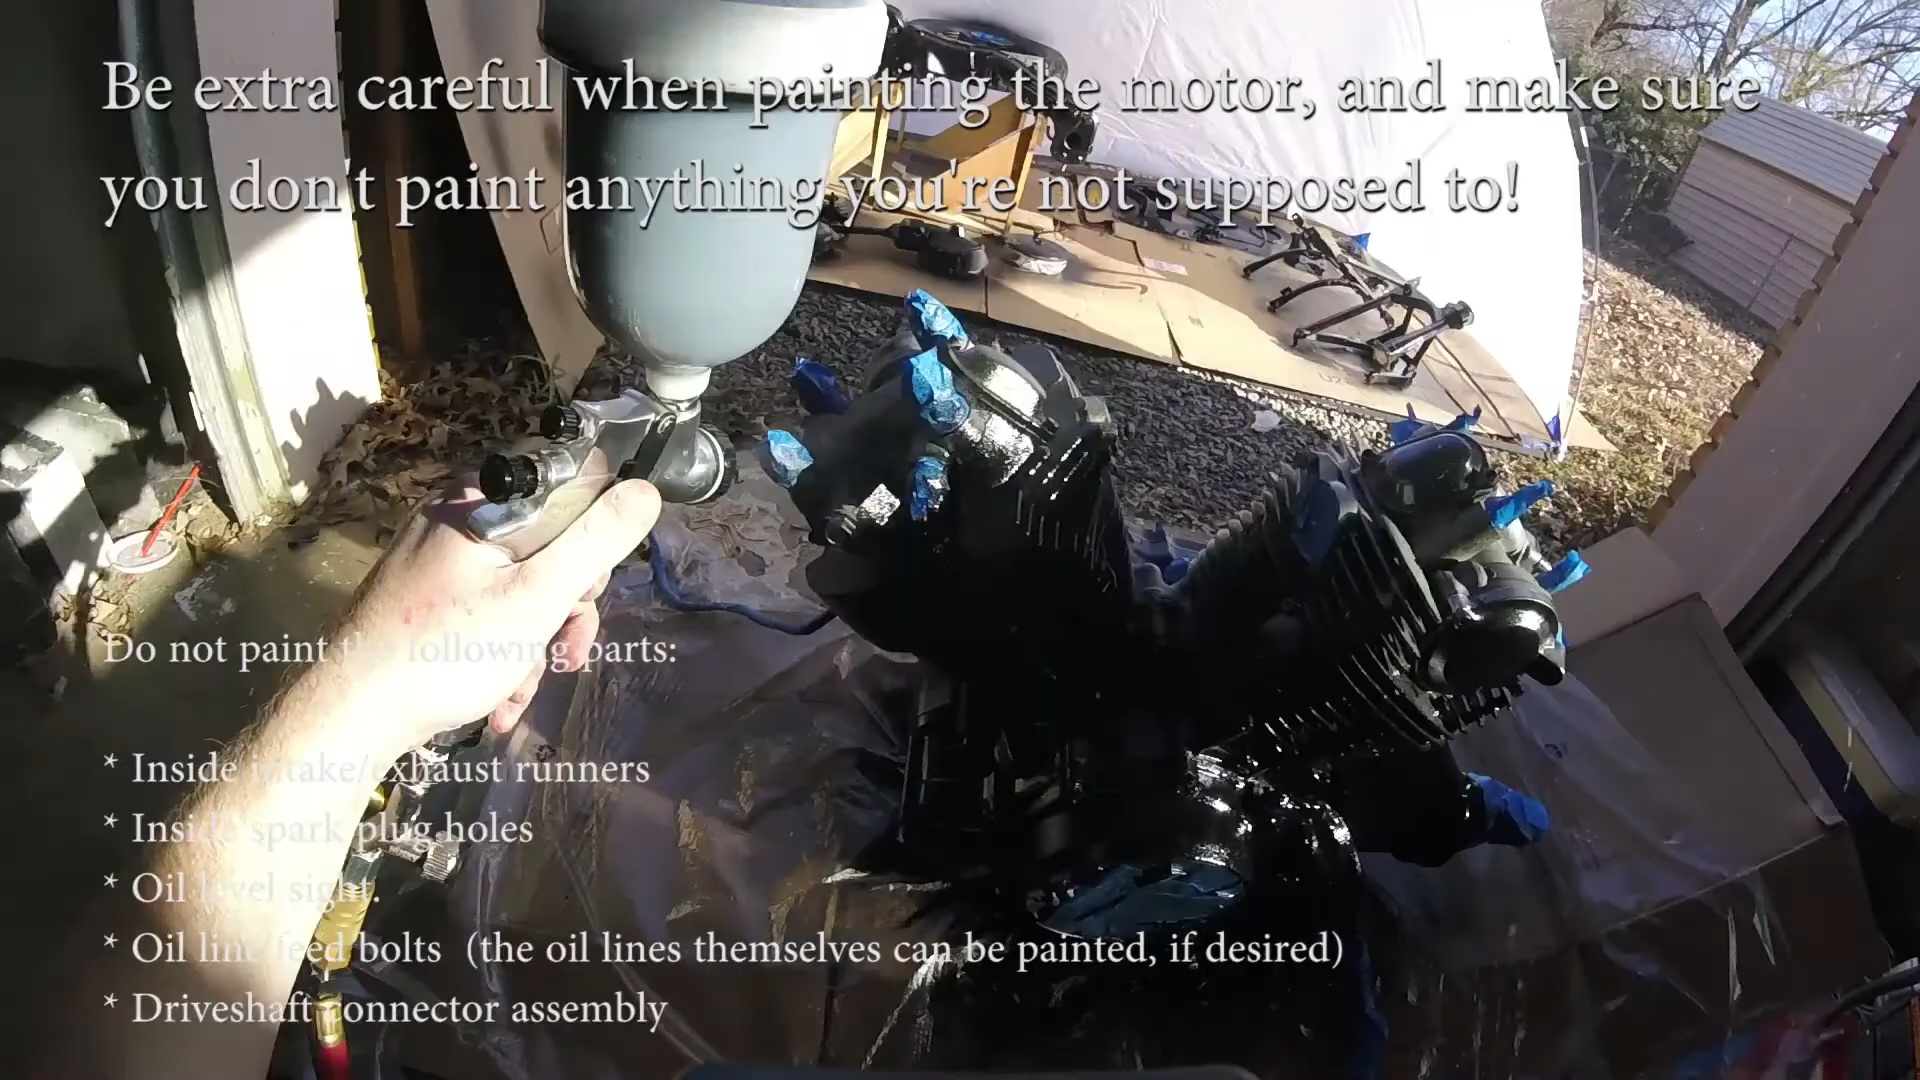 Be extra careful when painting the motor, and make sure
you don't paint anything you're not supposed to!
Do not paint the following parts:
* Inside intake/exhaust runners
* Inside spark plug holes
* Oil level sight.
* Oil line feed bolts (the oil lines themselves can be painted, if desired)
* Driveshaft connector assembly